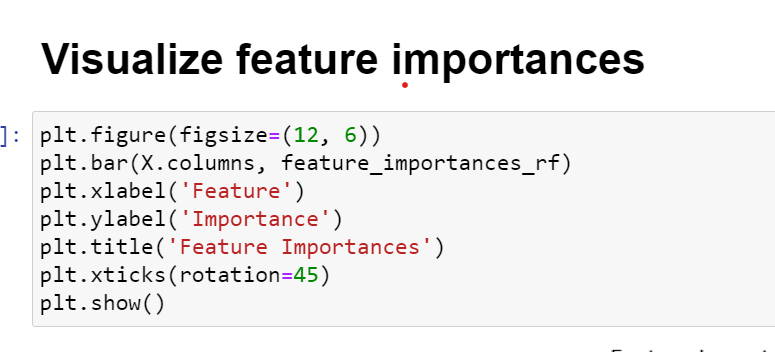 Visualize feature importances
]: plt.figure(figsize=(12, 6))
plt.bar(X.columns, feature_importances_rf)
plt.xlabel('Feature')
plt.ylabel('Importance')
plt.title('Feature Importances')
plt.xticks(rotation=45)
plt.show()